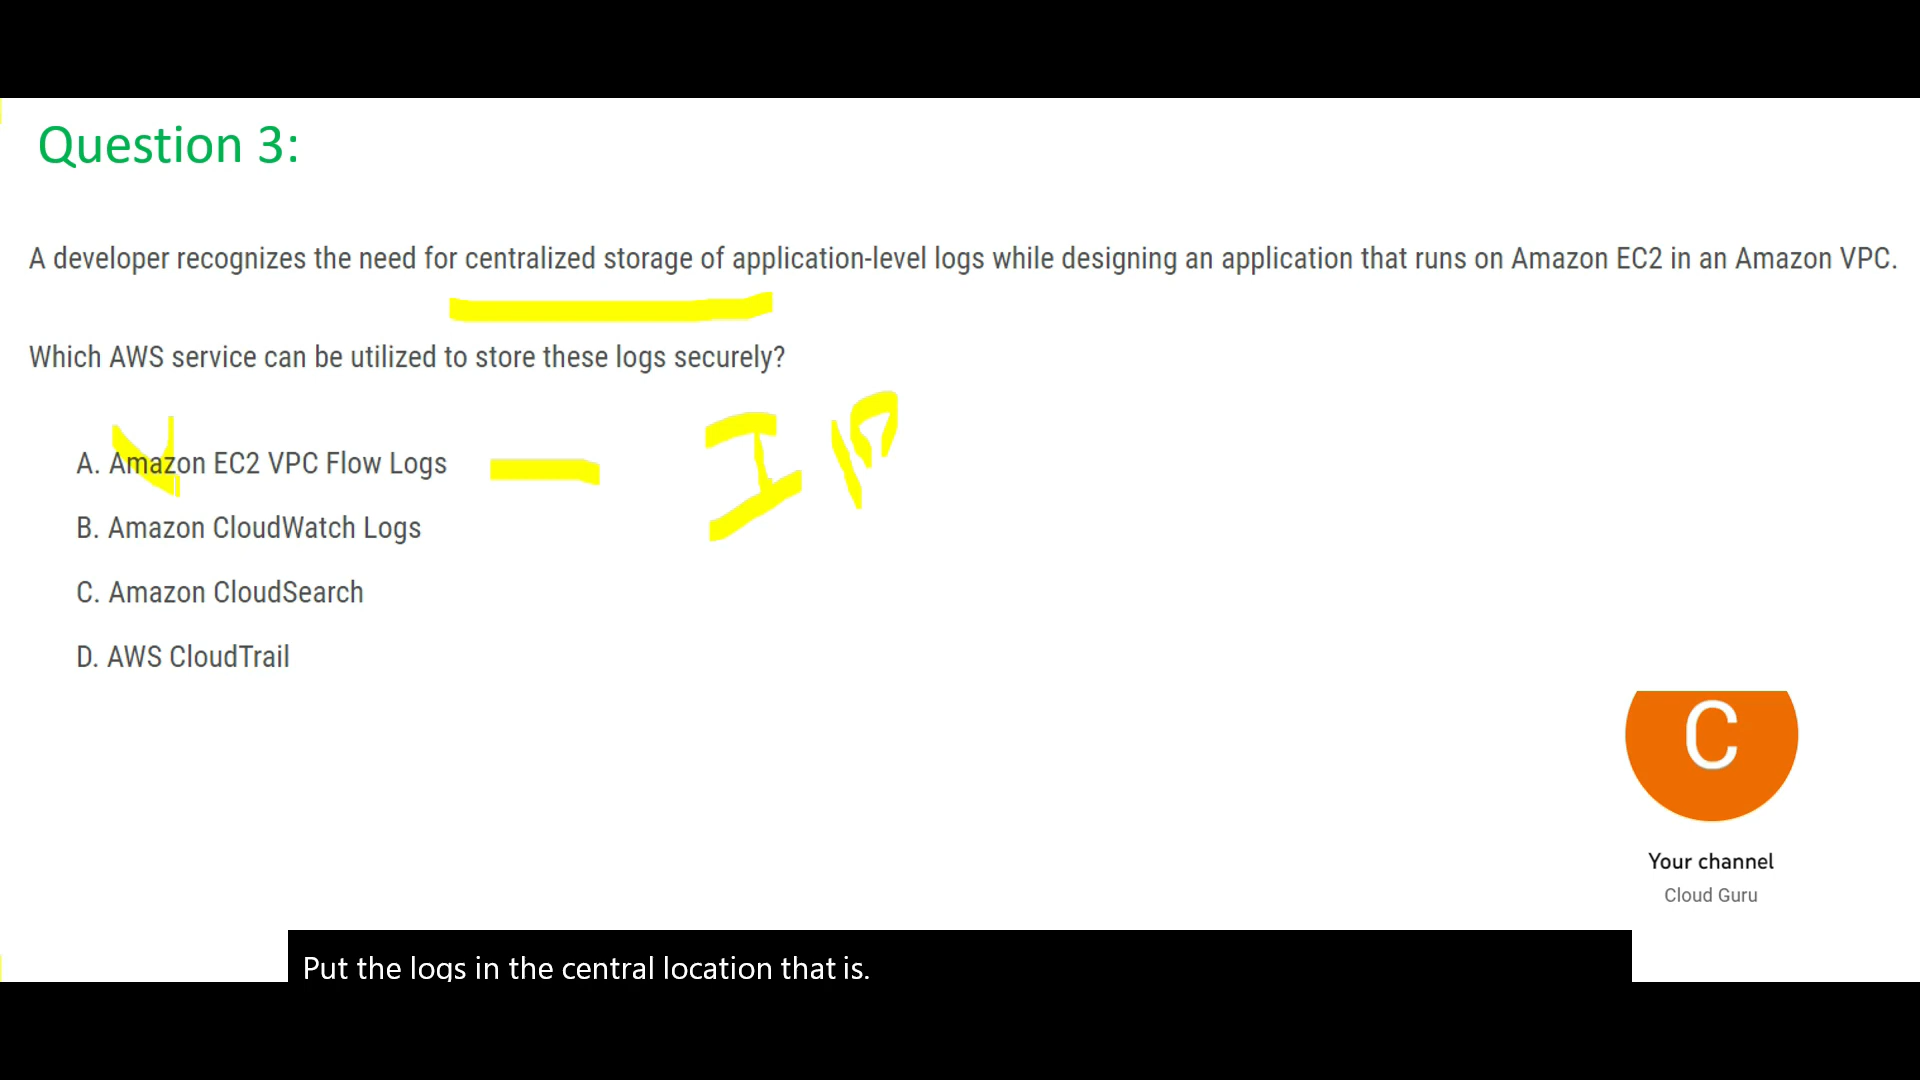 Question 3:
A developer recognizes the need for centralized storage of application-level logs while designing an application that runs on Amazon EC2 in an Amazon VPC.
Which AWS service can be utilized to store these logs securely?
A. Amazon EC2 VPC Flow Logs
IP
B. Amazon CloudWatch Logs
C. Amazon CloudSearch
D. AWS CloudTrail
C
Your channel
Cloud Guru
Put the logs in the central location that is.